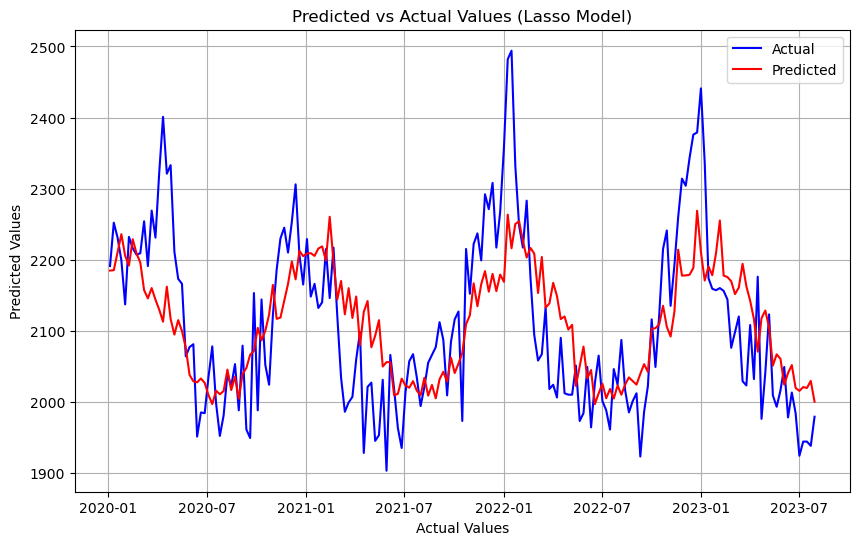 Predicted vs Actual Values (Lasso Model)
Predicted Values
2500
2400
2300
2200
2100
2000
1900
Actual
Predicted
2020-01 2020-07 2021-01 2021-07 2022-01 2022-07 2023-01 2023-07
Actual Values